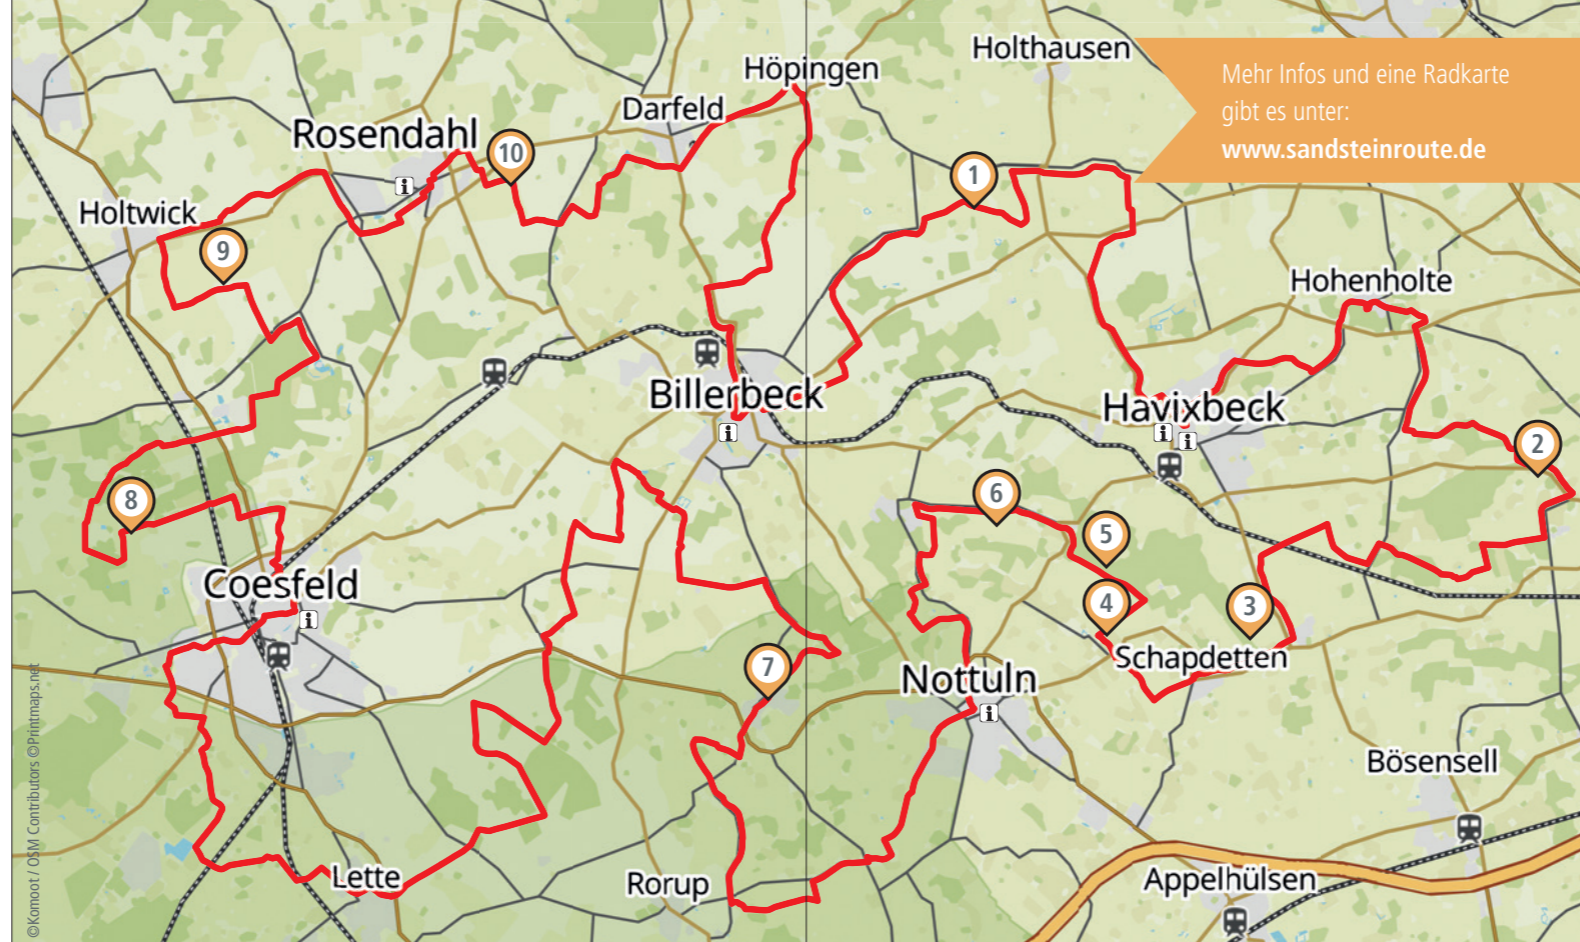 Holthausen
Höpingen
Mehr Infos und eine Radkarte
gibt es unter:
www.sandsteinroute.de
Darfeld
Rosendahl
10
1
i
Holtwick
9
Hohenholte
Billerbeck
Havixbeck
i
i
i
2
8
6
5
Coesfeld
4
3
i
7
Schapdetten
Nottuln
i
Bösensell
Lette
Rorup
Appelhülsen
©Komoot / OSM Contributors ©Printmaps.net